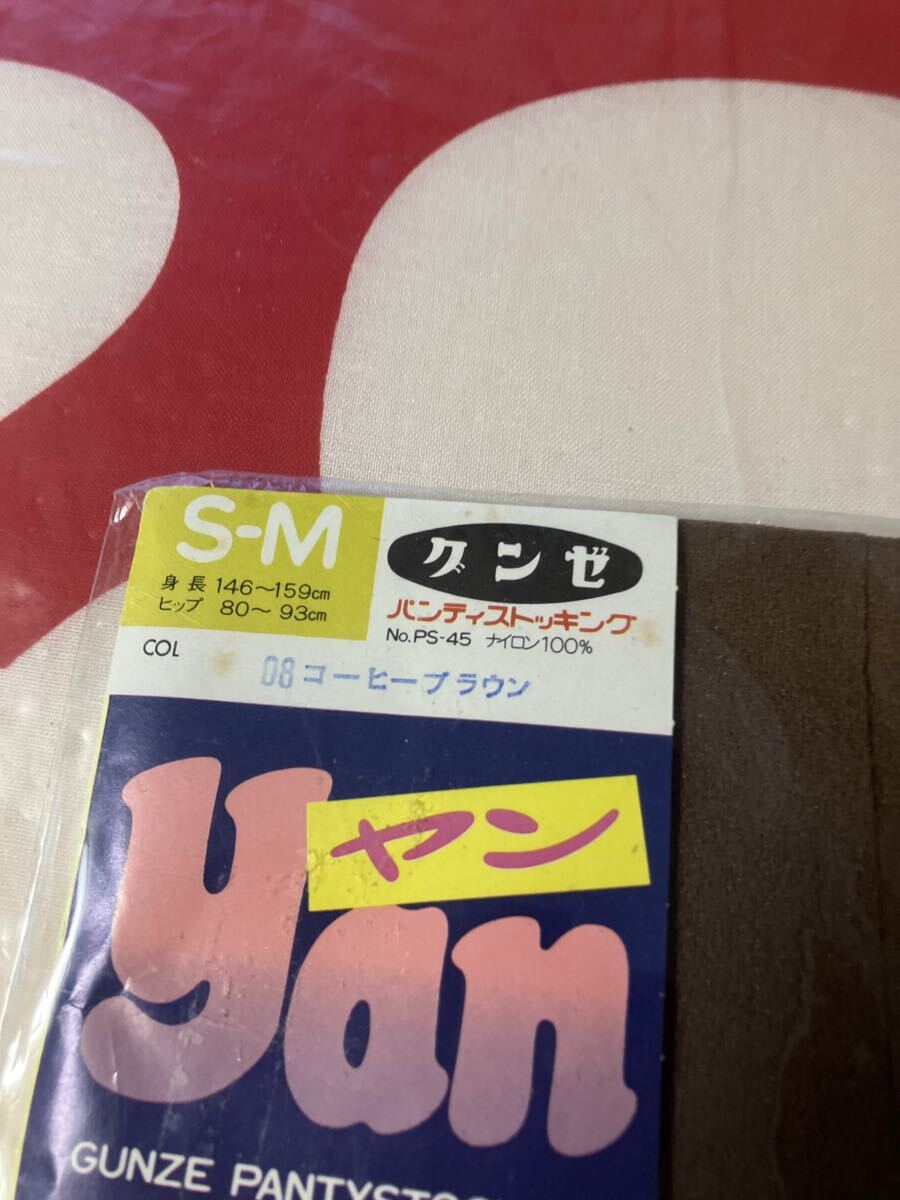 S-M
身長 146〜159cm
ヒップ 80〜93cm
グンゼ
パンティストッキング
No.PS-45 ナイロン100%
COL
08コーヒーブラウン
ヤン
yan
GUNZE PANTYSTOC